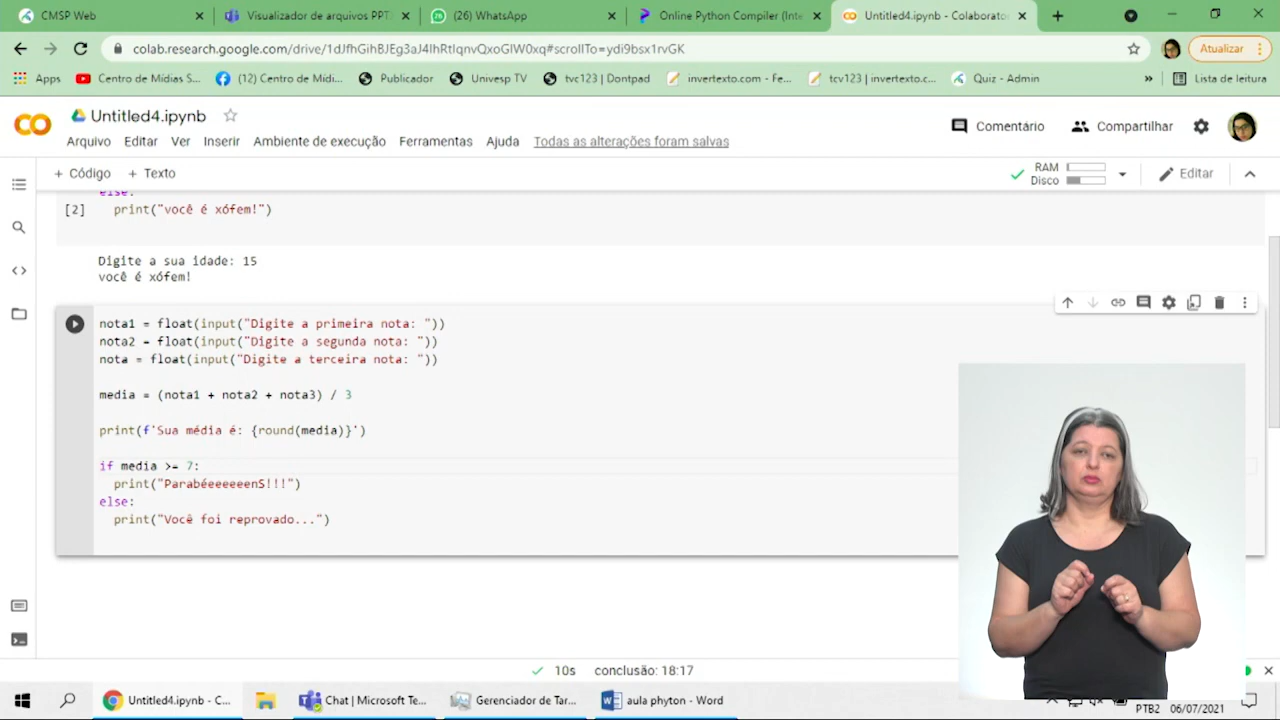 CMSP Web
Visualizador de arquivos PPT
(26) WhatsApp
Online Python Compiler (Inte
Untitled4.ipynb - Colaborato
colab.research.google.com/drive/1dJfhGihBJEg3aJ4IhRtIqnvQxoGIW0xq#scrollTo=ydi9bsx1rvGK
Atualizar
Apps
Centro de Mídias S...
(12) Centro de Mídi...
Publicador
Univesp TV
tvc123 | Dontpad
invertexto.com - Fe...
tcv123 | invertexto.c...
Quiz - Admin
»
Lista de leitura
Untitled4.ipynb
Comentário
Compartilhar
Arquivo Editar Ver Inserir Ambiente de execução Ferramentas Ajuda Todas as alterações foram salvas
+ Código + Texto
RAM
Disco
Editar
else:
[2] print("você é xófem!")
Digite a sua idade: 15
você é xófem!
nota1 = float(input("Digite a primeira nota: "))
nota2 = float(input("Digite a segunda nota: "))
nota = float(input("Digite a terceira nota: "))
media = (nota1 + nota2 + nota3) / 3
print(f'Sua média é: {round(media)}')
if media >= 7:
print("ParabéeeeeeenS!!!")
else:
print("Você foi reprovado...")
10s conclusão: 18:17
Untitled4.ipynb - C...
Chat | Microsoft Te...
Gerenciador de Tar...
aula phyton - Word
PTB2 06/07/2021